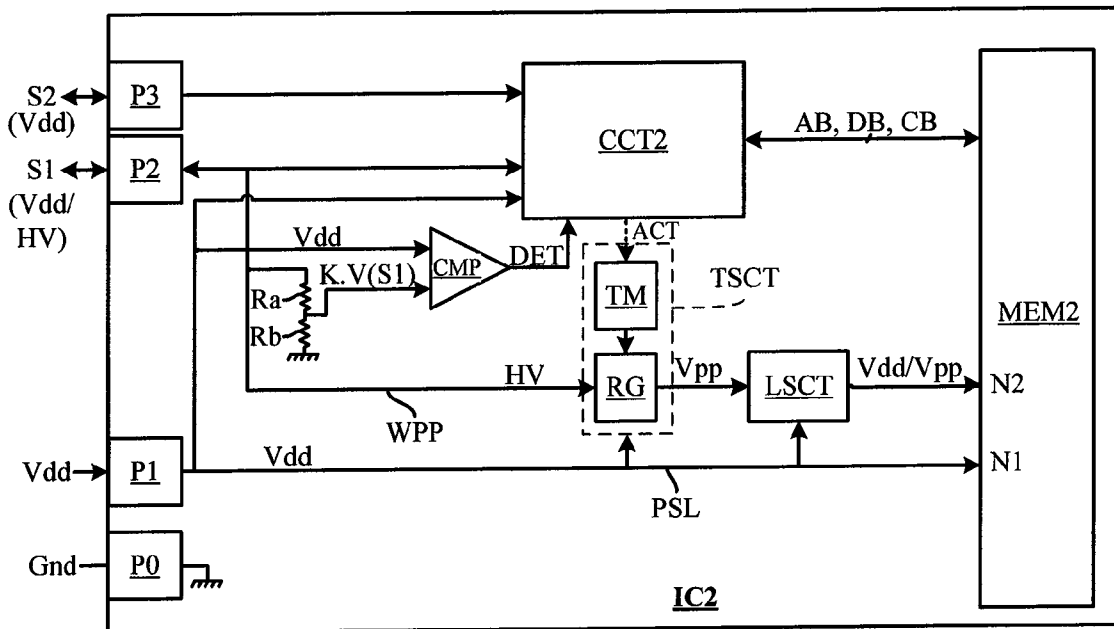 S2
(Vdd)
P3
S1
(Vdd/
HV)
P2
CCT2
AB, DB, CB
MEM2
Vdd
CMP
DET
ACT
K.V(S1)
Ra
Rb
TM
TSCT
HV
RG
Vpp
LSCT
Vdd/Vpp
N2
WPP
Vdd
P1
Vdd
N1
PSL
Gnd
P0
IC2